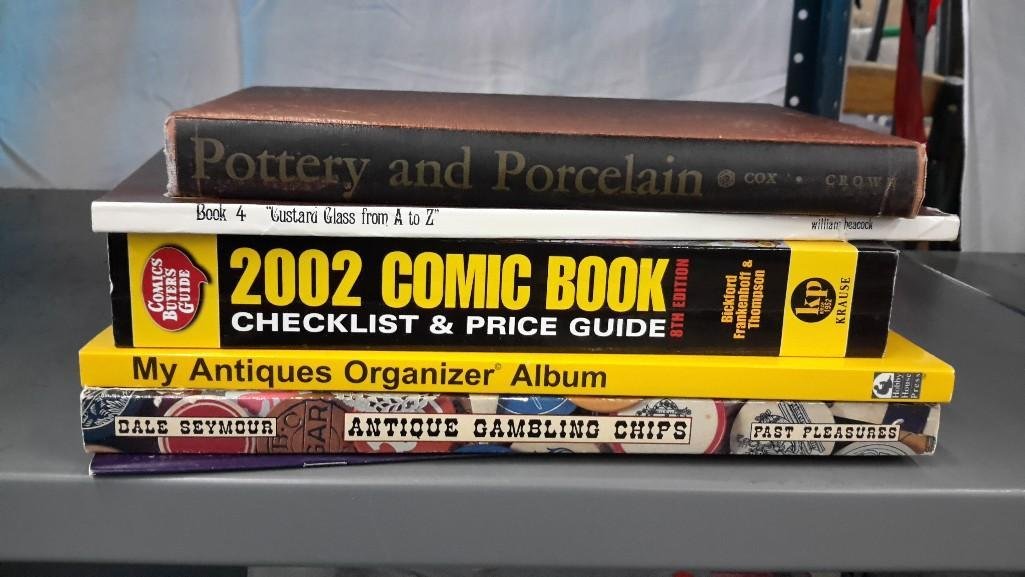 Pottery and Porcelain COX • CROWN
Book 4 "Custard Glass from A to Z" william heacock
COMICS
BUYER'S
GUIDE
2002 COMIC BOOK
CHECKLIST & PRICE GUIDE
8TH EDITION
Bickford
Frankenhoff &
Thompson
kp
KRAUSE
My Antiques Organizer© Album
Hobby
House
Press
DALE SEYMOUR ANTIQUE GAMBLING CHIPS PAST PLEASURES